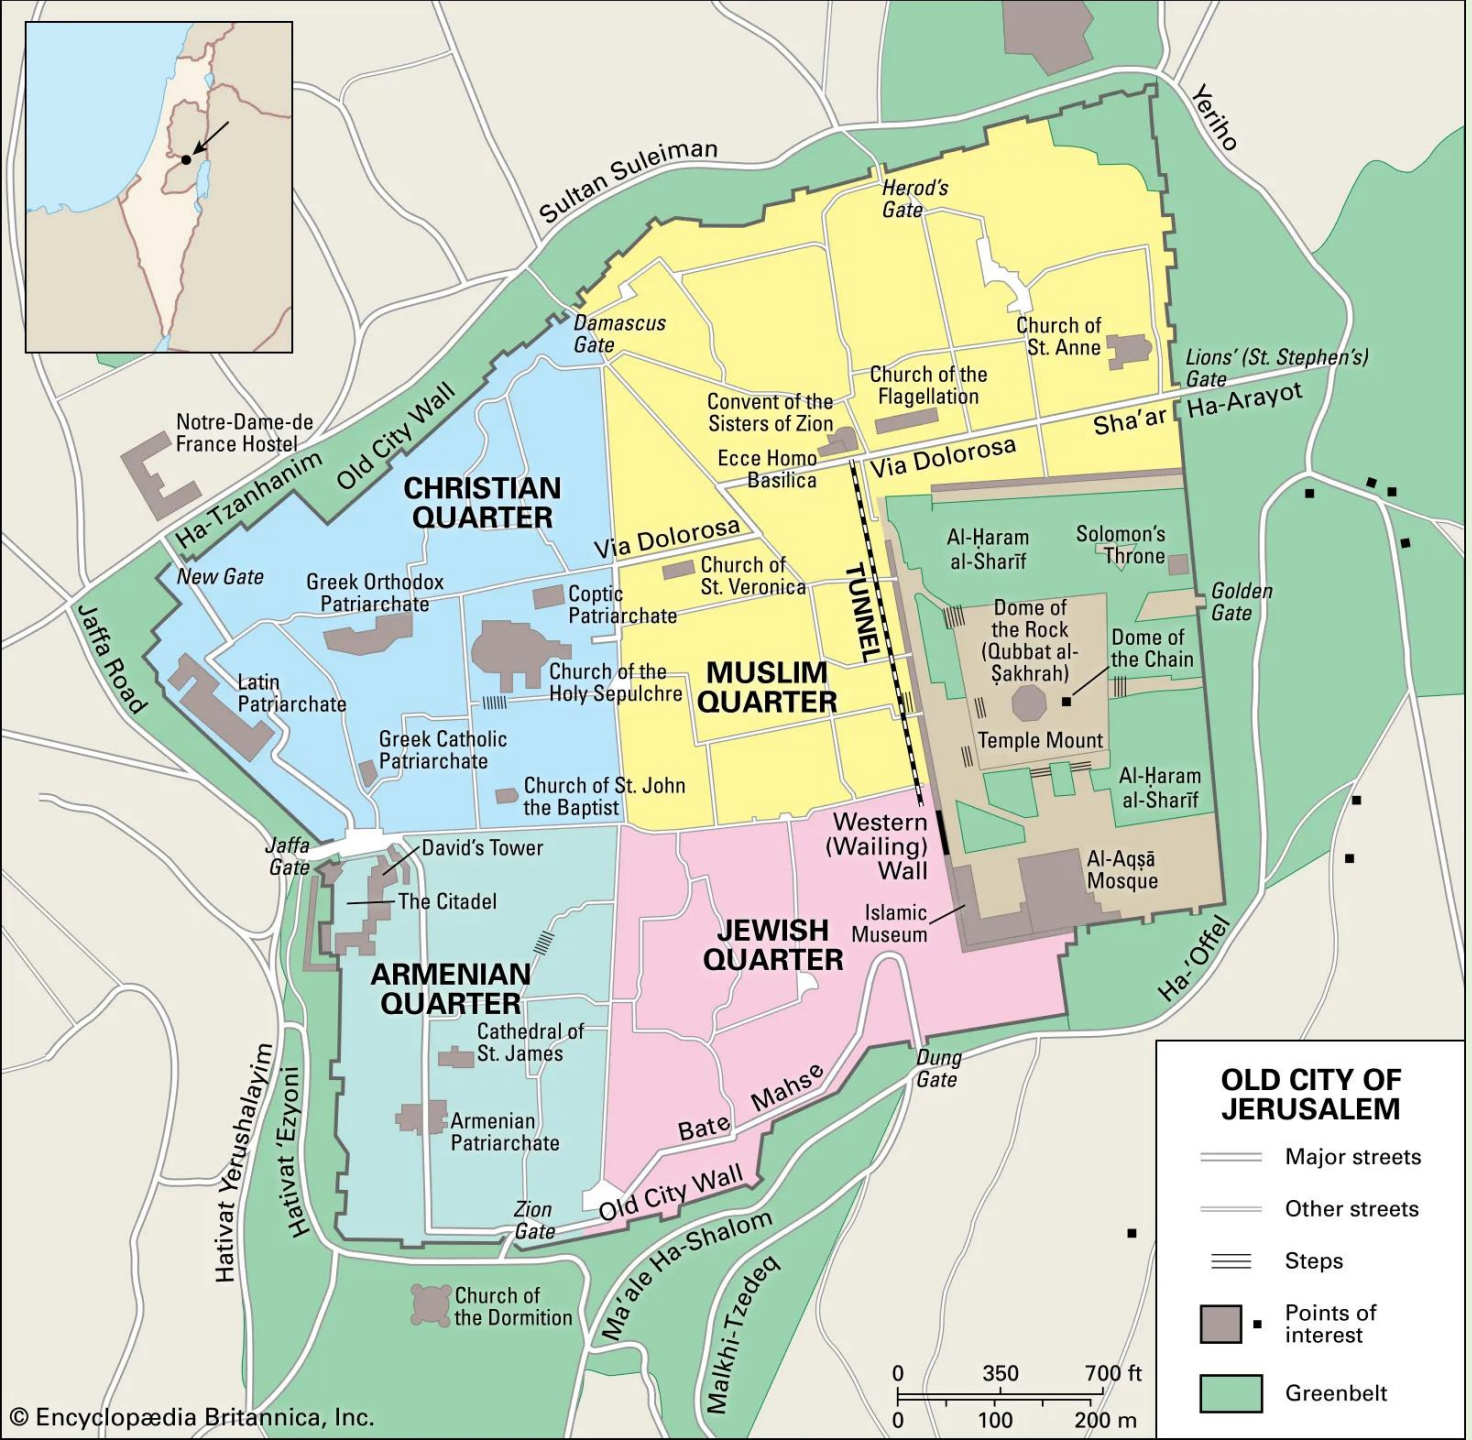 Yeriho
Sultan Suleiman
Herod's
Gate
Damascus
Gate
Church of
St. Anne
Lions' (St. Stephen's)
Gate
Ha-Arayot
Sha'ar
Church of the
Flagellation
Convent of the
Sisters of Zion
Ecce Homo
Basilica
Via Dolorosa
Old City Wall
Notre-Dame-de
France Hostel
Ha-Tzanhanim
CHRISTIAN
QUARTER
Via Dolorosa
New Gate
Greek Orthodox
Patriarchate
Coptic
Patriarchate
Church of
St. Veronica
TUNNEL
Al-Ḥaram
al-Sharīf
Solomon's
Throne
Golden
Gate
Dome of
the Rock
(Qubbat al-
Ṣakhrah)
Dome of
the Chain
Jaffa Road
Latin
Patriarchate
Church of the
Holy Sepulchre
MUSLIM
QUARTER
Temple Mount
Greek Catholic
Patriarchate
Church of St. John
the Baptist
Al-Ḥaram
al-Sharīf
Jaffa
Gate
David's Tower
The Citadel
Western
(Wailing)
Wall
Al-Aqṣā
Mosque
Islamic
Museum
JEWISH
QUARTER
ARMENIAN
QUARTER
Ha-'Offel
Cathedral of
St. James
Armenian
Patriarchate
Bate Mahse
Dung
Gate
Hativat Yerushalayim
Hativat 'Ezyoni
Zion
Gate
Old City Wall
Church of
the Dormition
Ma'ale Ha-Shalom
Malkhi-Tzedeq
OLD CITY OF
JERUSALEM
Major streets
Other streets
Steps
Points of
interest
Greenbelt
0 350 700 ft
0 100 200 m
© Encyclopædia Britannica, Inc.